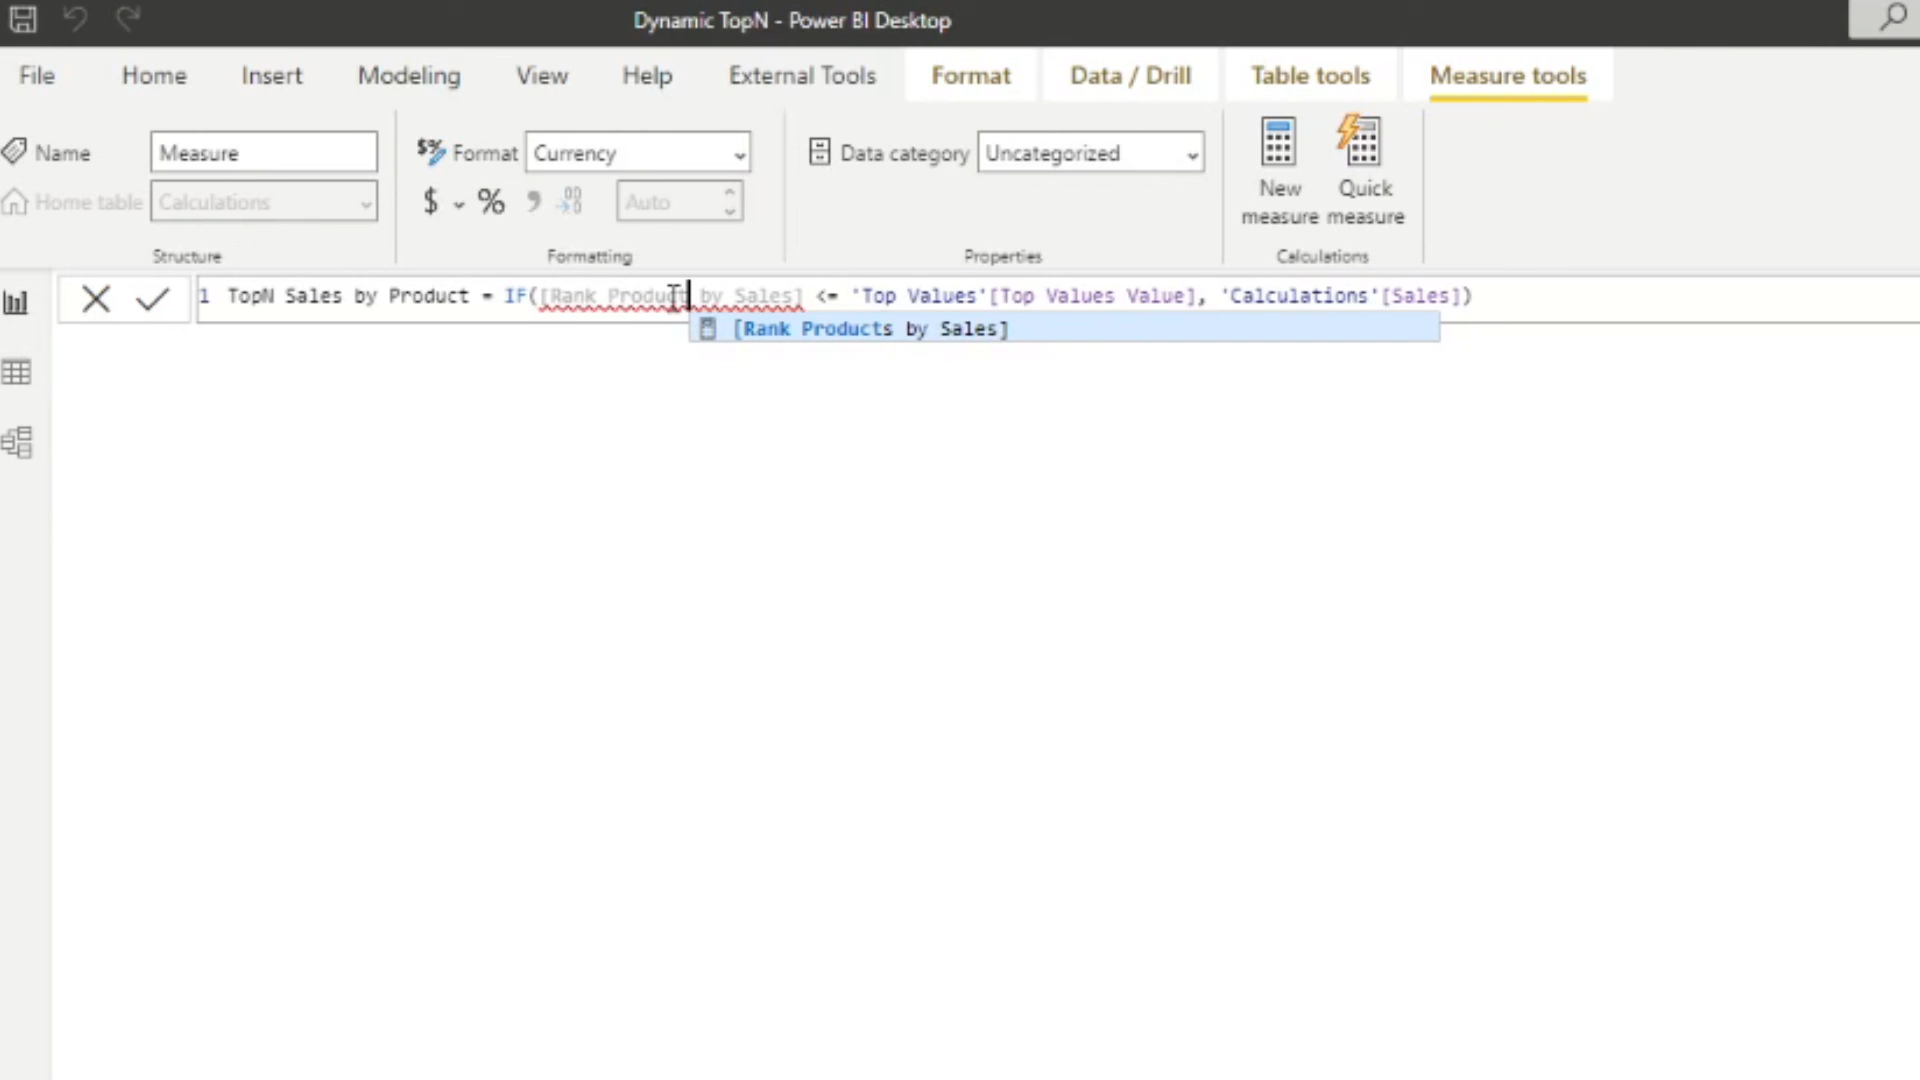 Dynamic TopN - Power BI Desktop
File Home Insert Modeling View Help External Tools Format Data / Drill Table tools Measure tools
Name Measure
Home table Calculations
Structure
$% Format Currency
$ % , .00 →.0 Auto
Formatting
Data category Uncategorized
Properties
New measure
Quick measure
Calculations
1 TopN Sales by Product = IF([Rank Product by Sales] <= 'Top Values'[Top Values Value], 'Calculations'[Sales])
[Rank Products by Sales]